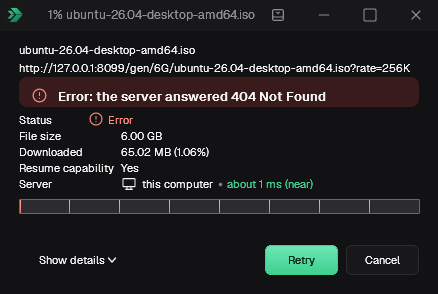 1% ubuntu-26.04-desktop-amd64.iso
ubuntu-26.04-desktop-amd64.iso
http://127.0.0.1:8099/gen/6G/ubuntu-26.04-desktop-amd64.iso?rate=256K
Error: the server answered 404 Not Found
Status Error
File size 6.00 GB
Downloaded 65.02 MB (1.06%)
Resume capability Yes
Server this computer • about 1 ms (near)
Show details
Retry
Cancel